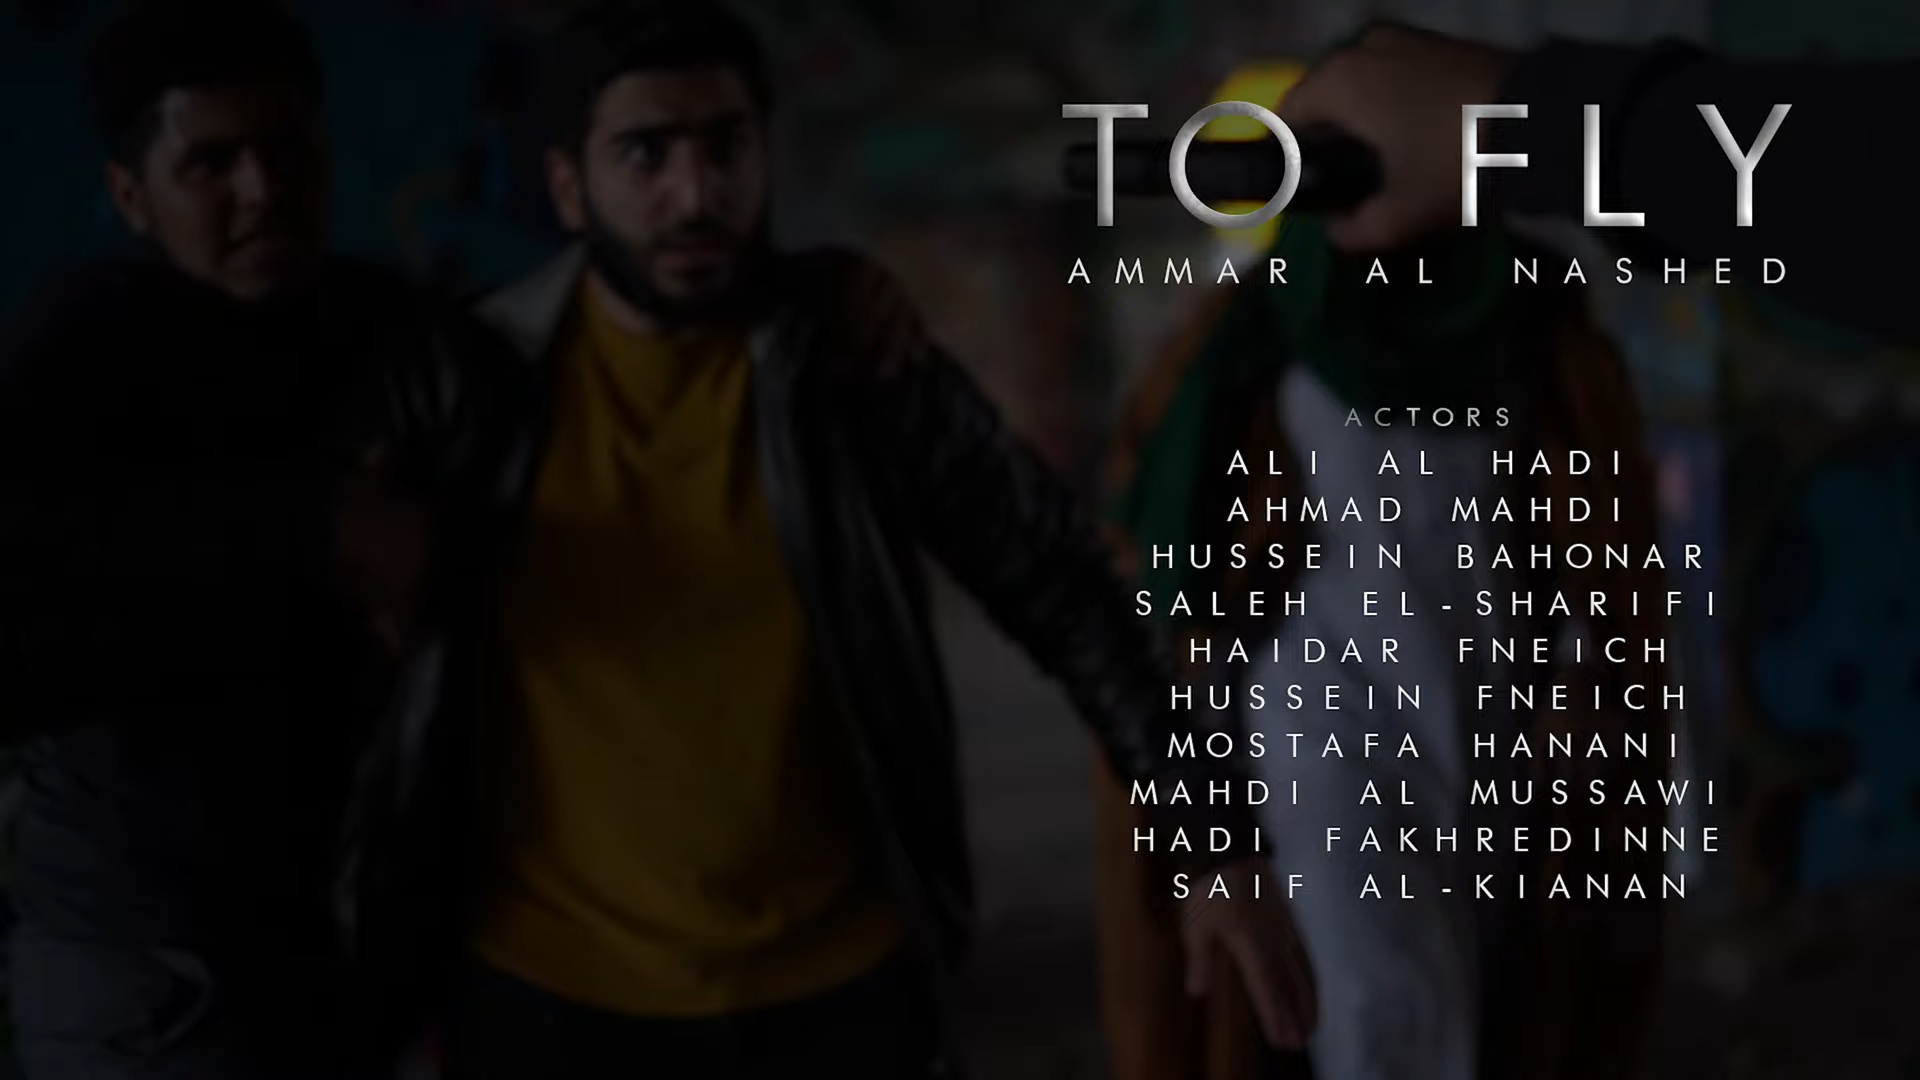 TO FLY
AMMAR AL NASHED
ACTORS
ALI AL HADI
AHMAD MAHDI
HUSSEIN BAHONAR
SALEH EL-SHARIFI
HAIDAR FNEICH
HUSSEIN FNEICH
MOSTAFA HANANI
MAHDI AL MUSSAWI
HADI FAKHREDINNE
SAIF AL-KIANAN